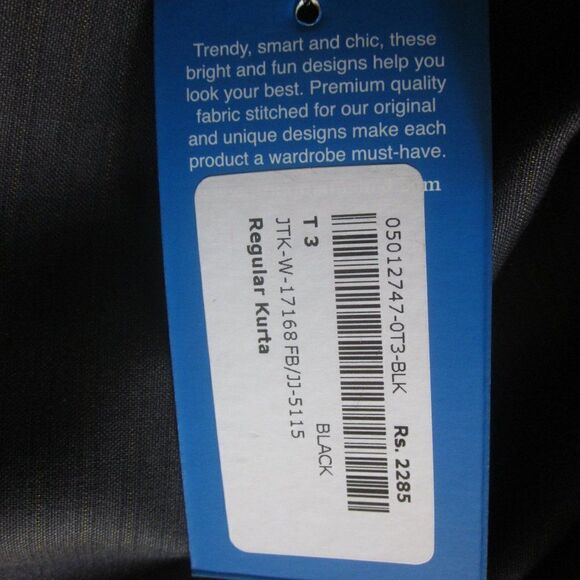 Trendy, smart and chic, these
bright and fun designs help you
look your best. Premium quality
fabric stitched for our original
and unique designs make each
product a wardrobe must-have.
05012747-0T3-BLK Rs. 2285
T 3 BLACK
JTK-W-17168FB/JJ-5115
Regular Kurta